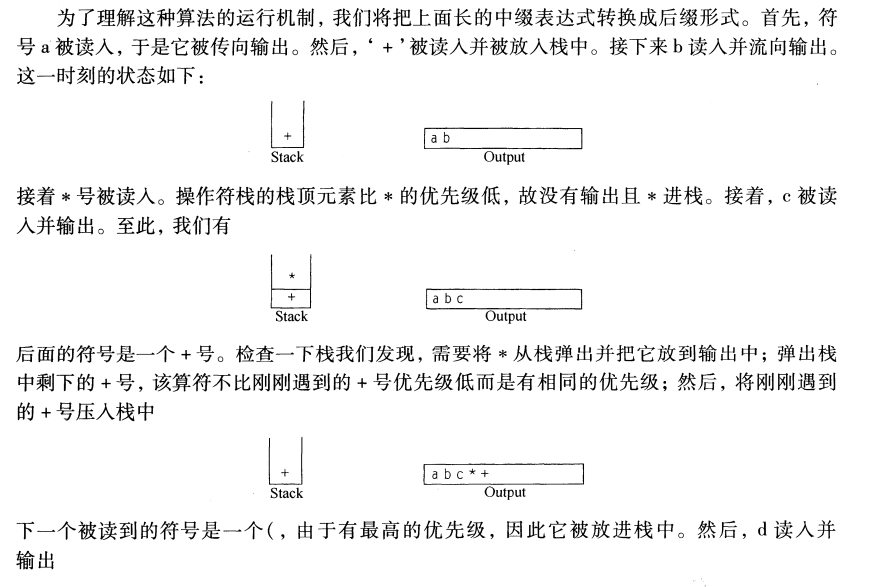 为了理解这种算法的运行机制，我们将把上面长的中缀表达式转换成后缀形式。首先，符
号 a 被读入，于是它被传向输出。然后，‘+’被读入并被放入栈中。接下来 b 读入并流向输出。
这一时刻的状态如下：
+
a b
Stack
Output
接着 * 号被读入。操作符栈的栈顶元素比 * 的优先级低，故没有输出且 * 进栈。接着，c 被读
入并输出。至此，我们有
*
+
a b c
Stack
Output
后面的符号是一个 + 号。检查一下栈我们发现，需要将 * 从栈弹出并把它放到输出中；弹出栈
中剩下的 + 号，该算符不比刚刚遇到的 + 号优先级低而是有相同的优先级；然后，将刚刚遇到
的 + 号压入栈中
+
a b c * +
Stack
Output
下一个被读到的符号是一个(，由于有最高的优先级，因此它被放进栈中。然后，d 读入并
输出